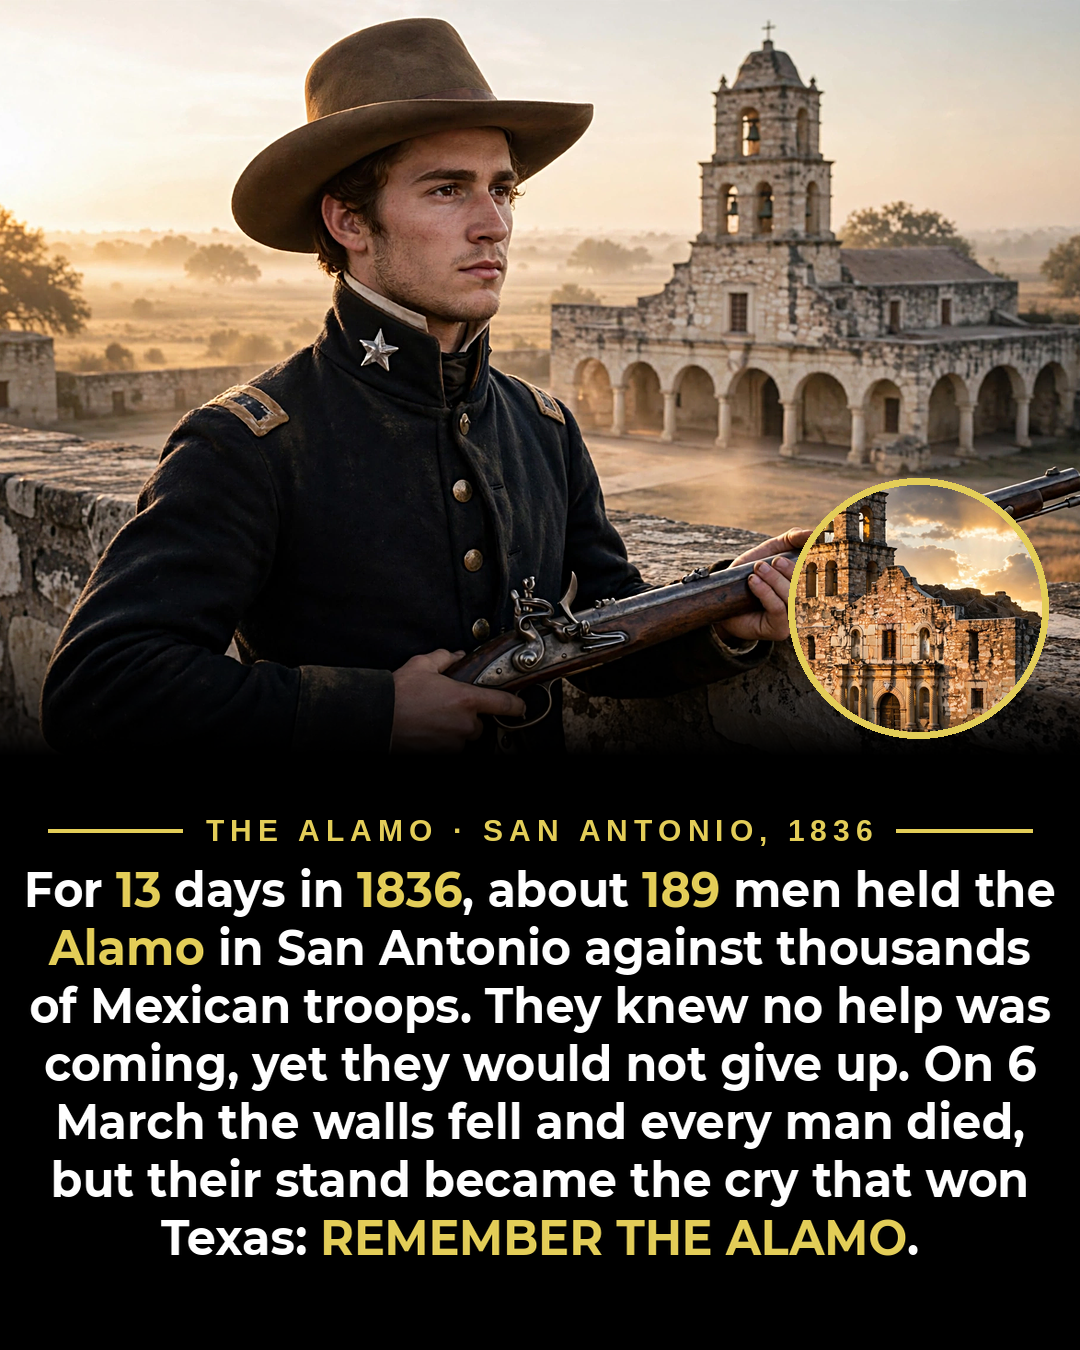 THE ALAMO · SAN ANTONIO, 1836
For 13 days in 1836, about 189 men held the
Alamo in San Antonio against thousands
of Mexican troops. They knew no help was
coming, yet they would not give up. On 6
March the walls fell and every man died,
but their stand became the cry that won
Texas: REMEMBER THE ALAMO.